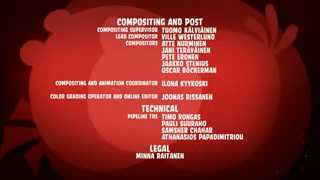 COMPOSITING AND POST
COMPOSITING SUPERVISOR TUOMO KÄLVIÄINEN
LEAD COMPOSITOR VILLE WESTERLUND
COMPOSITORS ATTE NURMINEN
JANI TERÄVÄINEN
PETE ERONEN
JAAKKO STENIUS
OSCAR BÖCKERMAN
COMPOSITING AND ANIMATION COORDINATOR ILONA KYYKOSKI
COLOR GRADING OPERATOR AND ONLINE EDITOR JOONAS RISSANEN
TECHNICAL
PIPELINE TDS TIMO RONGAS
PAULI SUURAHO
SAMSHER CHAHAR
ATHANASIOS PAPADIMITRIOU
LEGAL
MINNA RAITANEN